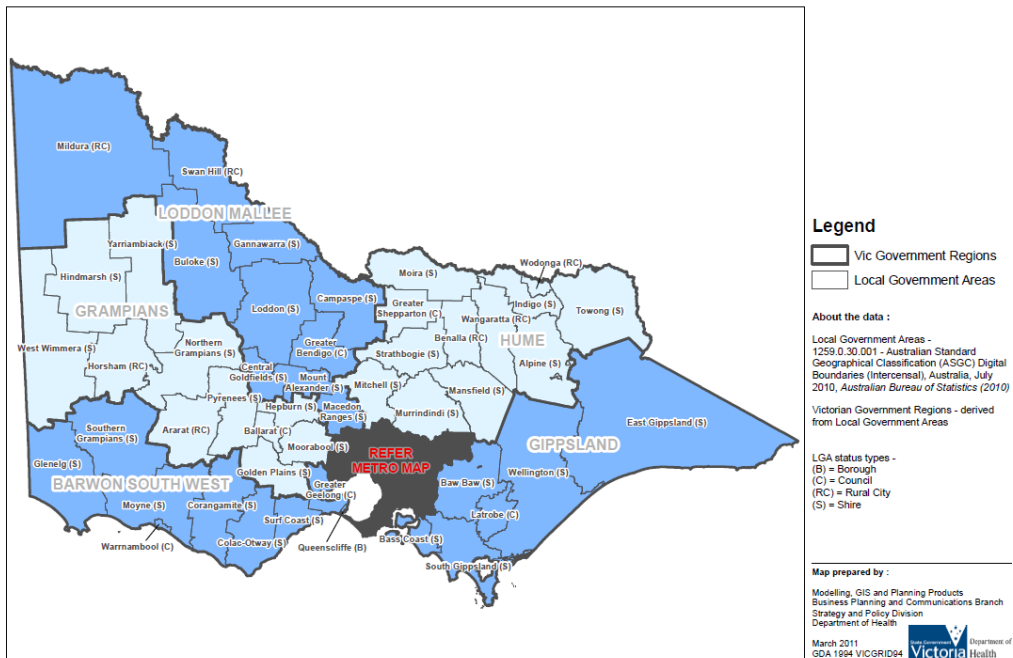 Mildura (RC)
Swan Hill (RC)
LODDON MALLEE
Yarriambiack (S)
Gannawarra (S)
Buloke (S)
Hindmarsh (S)
GRAMPIANS
Loddon (S)
Campaspe (S)
Moira (S)
Wodonga (RC)
Greater
Shepparton (C)
Indigo (S)
Wangaratta (RC)
Towong (S)
Benalla (RC)
HUME
West Wimmera (S)
Northern
Grampians (S)
Greater
Bendigo (C)
Strathbogie (S)
Horsham (RC)
Central
Goldfields (S)
Mount
Alexander (S)
Mitchell (S)
Alpine (S)
Mansfield (S)
Pyrenees (S)
Hepburn (S)
Macedon
Ranges (S)
Murrindindi (S)
Ararat (RC)
Ballarat (C)
Southern
Grampians (S)
Moorabool (S)
East Gippsland (S)
GIPPSLAND
REFER
METRO MAP
Glenelg (S)
Golden Plains (S)
Wellington (S)
BARWON SOUTH WEST
Greater
Geelong (C)
Baw Baw (S)
Moyne (S)
Corangamite (S)
Surf Coast (S)
Latrobe (C)
Warrnambool (C)
Colac-Otway (S)
Queenscliffe (B)
Bass Coast (S)
South Gippsland (S)
Legend
Vic Government Regions
Local Government Areas
About the data :
Local Government Areas -
1259.0.30.001 - Australian Standard
Geographical Classification (ASGC) Digital
Boundaries (Intercensal), Australia, July
2010, Australian Bureau of Statistics (2010)
Victorian Government Regions - derived
from Local Government Areas
LGA status types -
(B) = Borough
(C) = Council
(RC) = Rural City
(S) = Shire
Map prepared by :
Modelling, GIS and Planning Products
Business Planning and Communications Branch
Strategy and Policy Division
Department of Health
March 2011
GDA 1994 VICGRID94
State Government
Victoria
Department of
Health